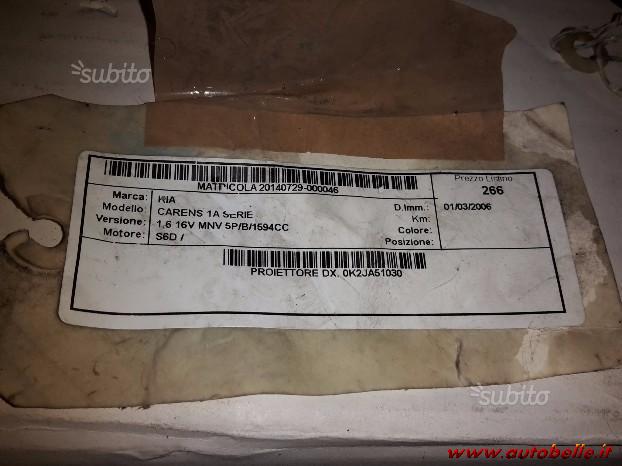 subito
MATRICOLA 20140729-000046
Prezzo Listino
266
Marca: KIA
Modello: CARENS 1A SERIE
Versione: 1,6 16V MNV 5P/B/1594CC
Motore: S6D /
D.Imm.: 01/03/2006
Km:
Colore:
Posizione:
PROIETTORE DX. 0K2JA51030
subito
www.autobelle.it